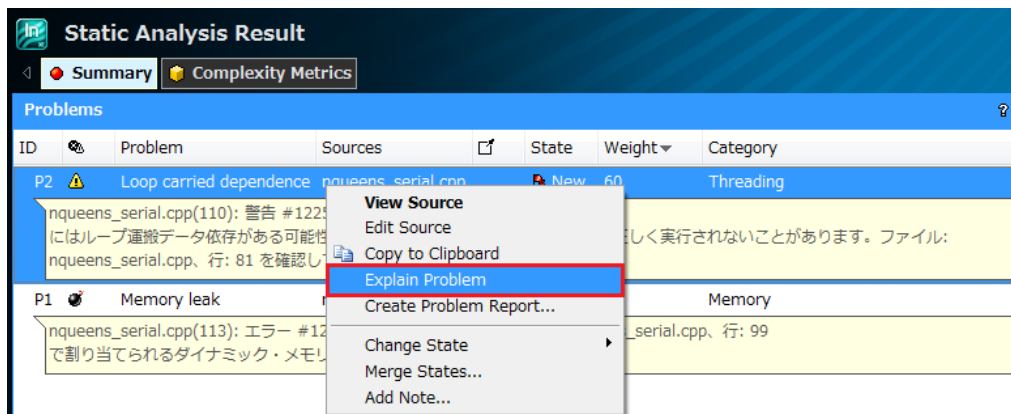 Static Analysis Result
Summary Complexity Metrics
Problems ?
ID Problem Sources State Weight Category
P2 Loop carried dependence nqueens_serial.cpp New 60 Threading
nqueens_serial.cpp(110): 警告 #1225
にはループ運搬データ依存がある可能性 しく実行されないことがあります。ファイル:
nqueens_serial.cpp、行: 81 を確認し
P1 Memory leak Memory
nqueens_serial.cpp(113): エラー #12 _serial.cpp、行: 99
で割り当てられるダイナミック・メモリ
View Source
Edit Source
Copy to Clipboard
Explain Problem
Create Problem Report...
Change State
Merge States...
Add Note...